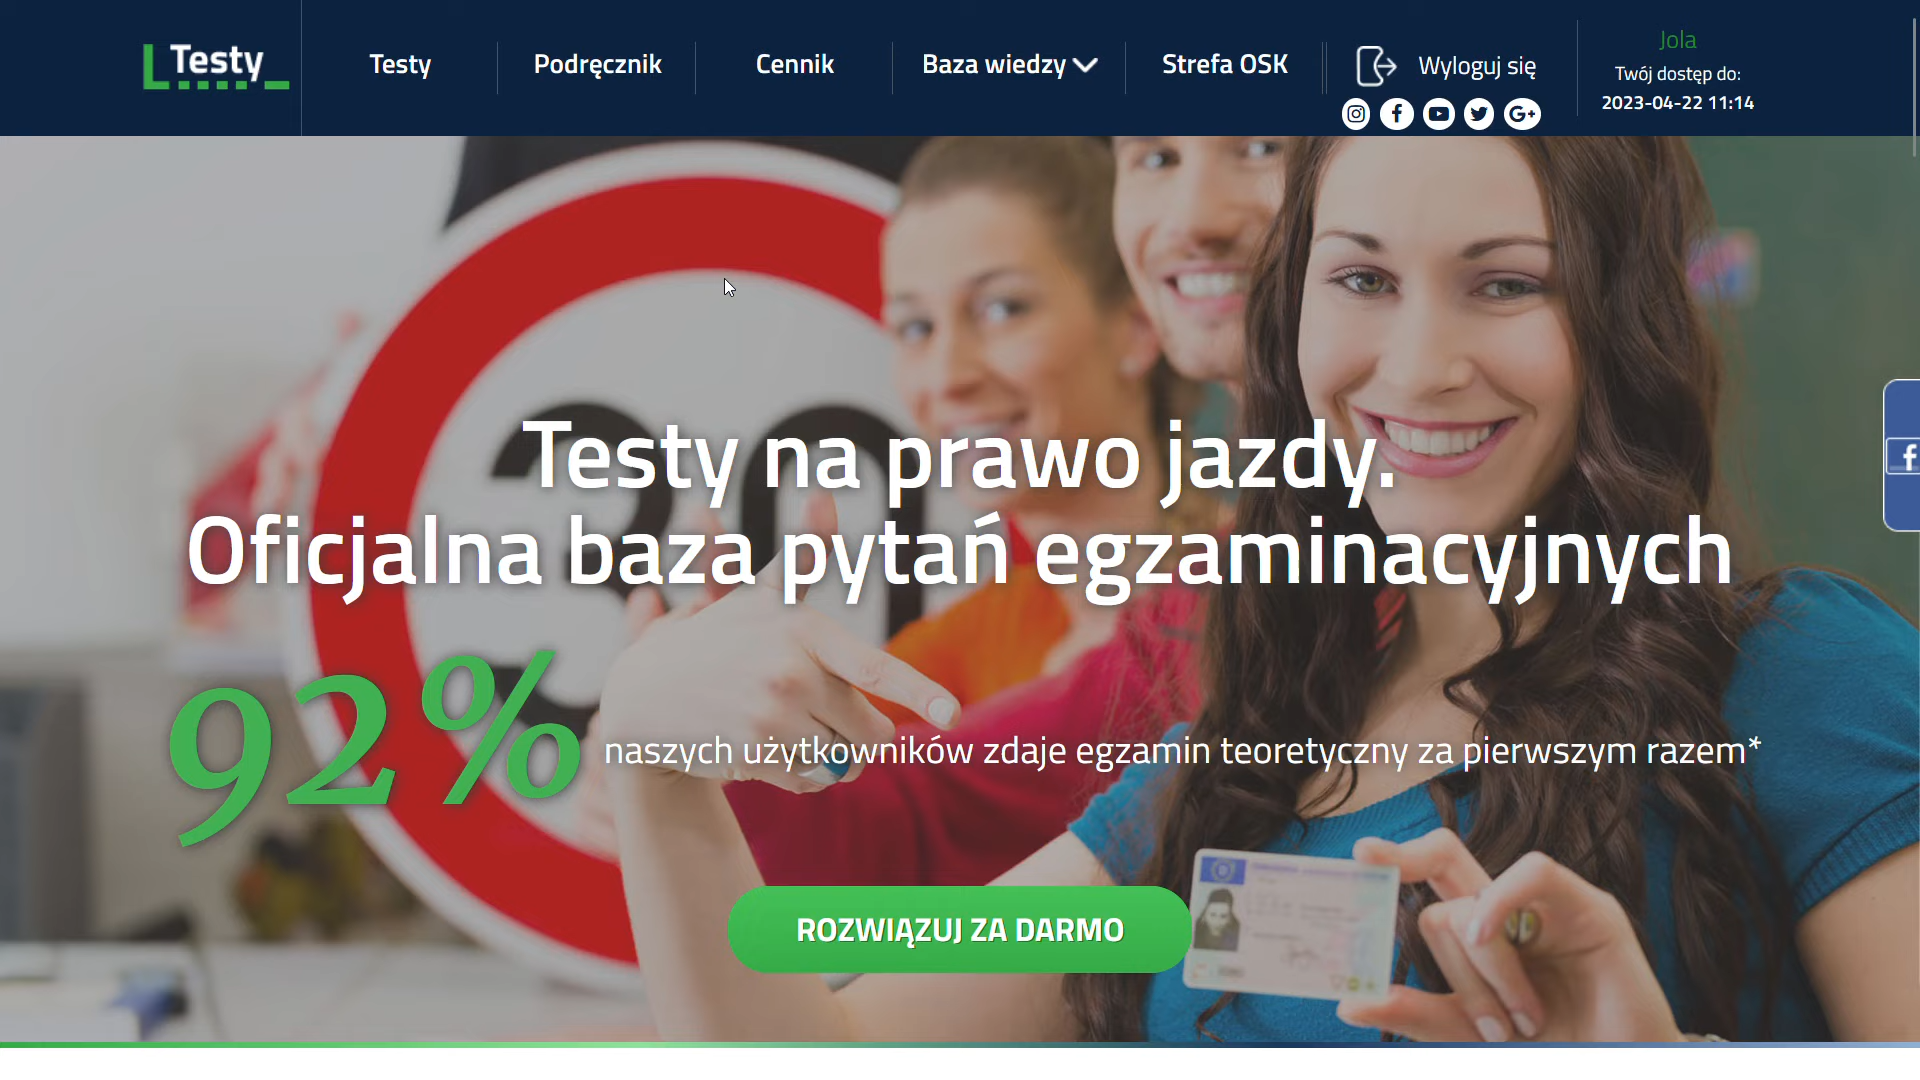 L Testy
Testy
Podręcznik
Cennik
Baza wiedzy
Strefa OSK
Wyloguj się
Jola
Twój dostęp do:
2023-04-22 11:14
30
Testy na prawo jazdy.
Oficjalna baza pytań egzaminacyjnych
92% naszych użytkowników zdaje egzamin teoretyczny za pierwszym razem*
ROZWIĄZUJ ZA DARMO